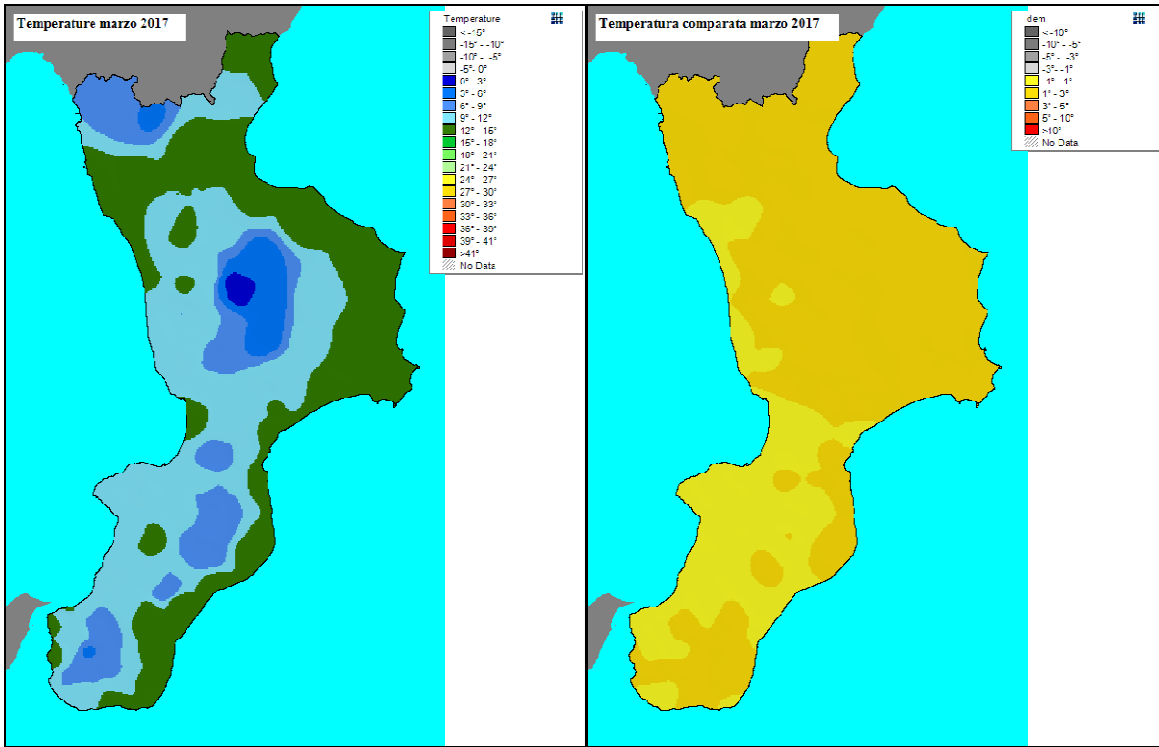 Temperature marzo 2017
Temperature
<-15°
-15° - -10°
-10° - -5°
-5° - 0°
0° - 3°
3° - 6°
6° - 9°
9° - 12°
12° - 15°
15° - 18°
18° - 21°
21° - 24°
24° - 27°
27° - 30°
30° - 33°
33° - 36°
36° - 39°
39° - 41°
>41°
No Data
Temperatura comparata marzo 2017
dem
<-10°
-10° - -5°
-5° - -3°
-3° - -1°
-1° - 1°
1° - 3°
3° - 5°
5° - 10°
>10°
No Data